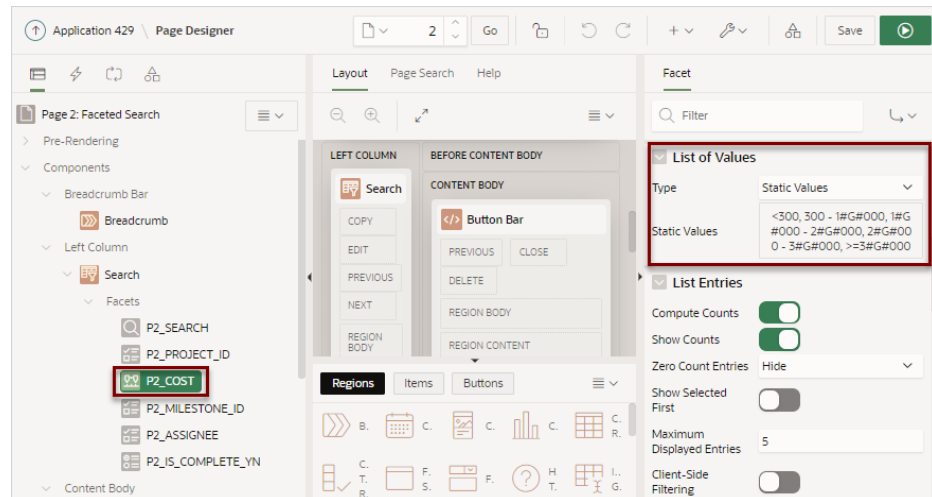 Application 429 \ Page Designer
2
Go
Save
Page 2: Faceted Search
Pre-Rendering
Components
Breadcrumb Bar
Breadcrumb
Left Column
Search
Facets
P2_SEARCH
P2_PROJECT_ID
P2_COST
P2_MILESTONE_ID
P2_ASSIGNEE
P2_IS_COMPLETE_YN
Content Body
Layout Page Search Help
LEFT COLUMN
Search
COPY
EDIT
PREVIOUS
NEXT
REGION
BODY
BEFORE CONTENT BODY
CONTENT BODY
</> Button Bar
PREVIOUS CLOSE
DELETE
REGION BODY
REGION CONTENT
Regions Items Buttons
B. C. C. C. C.
R.
C.
T.
R.
F.
S.
F.
H.
T.
I..
G.
Facet
Filter
List of Values
Type Static Values
Static Values
<300, 300 - 1#G#000, 1#G
#000 - 2#G#000, 2#G#00
0 - 3#G#000, >=3#G#000
List Entries
Compute Counts
Show Counts
Zero Count Entries Hide
Show Selected
First
Maximum
Displayed Entries
5
Client-Side
Filtering